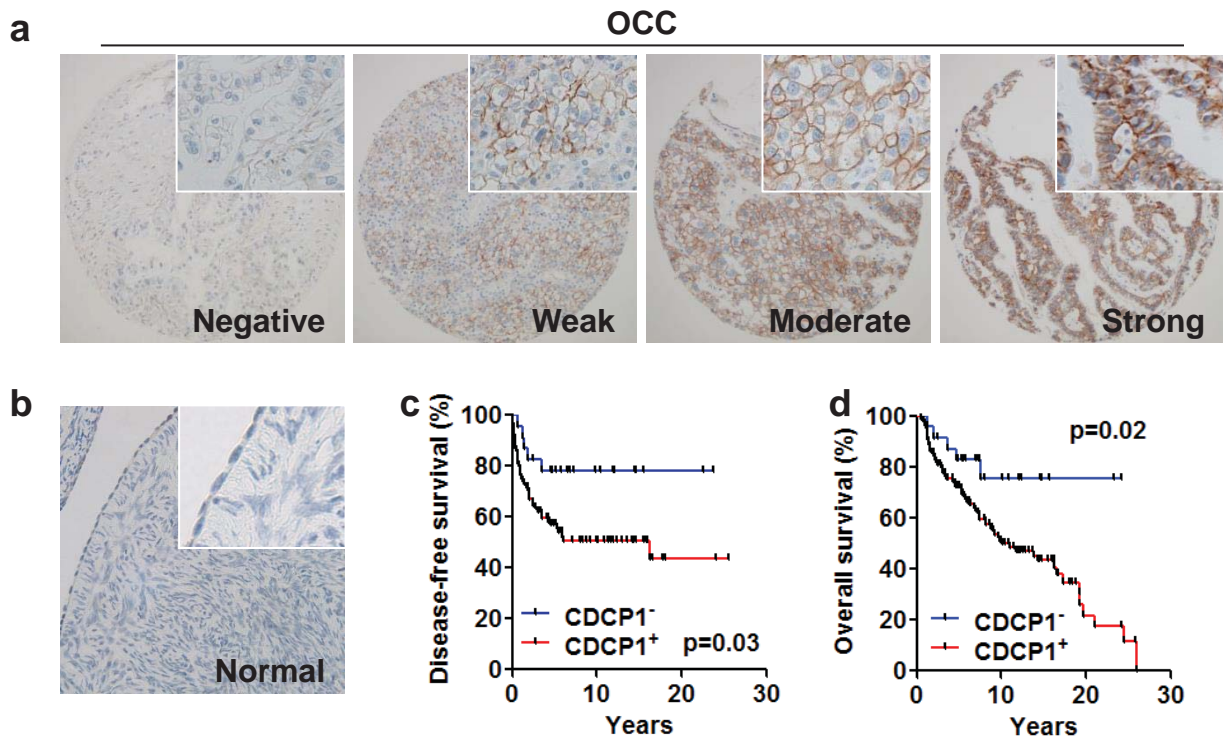 a
OCC
Negative
Weak
Moderate
Strong
b
Normal
c
Disease-free survival (%)
100
80
60
40
20
0
CDCP1⁻
CDCP1⁺
p=0.03
0 10 20 30
Years
d
Overall survival (%)
100
80
60
40
20
0
p=0.02
CDCP1⁻
CDCP1⁺
0 10 20 30
Years